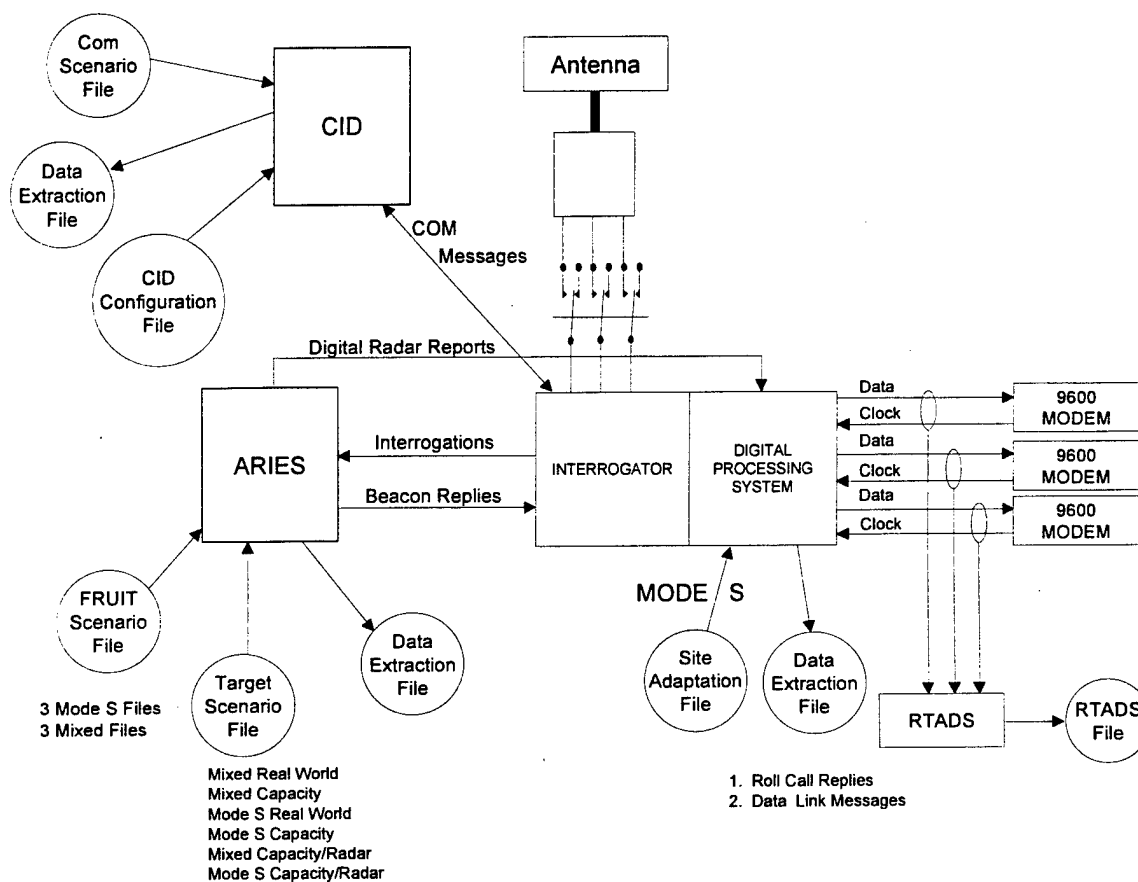 Com
Scenario
File
CID
Antenna
Data
Extraction
File
CID
Configuration
File
COM
Messages
Digital Radar Reports
ARIES
Interrogations
Beacon Replies
INTERROGATOR
DIGITAL
PROCESSING
SYSTEM
Data
Clock
Data
Clock
Data
Clock
9600
MODEM
9600
MODEM
9600
MODEM
MODE S
FRUIT
Scenario
File
3 Mode S Files
3 Mixed Files
Target
Scenario
File
Mixed Real World
Mixed Capacity
Mode S Real World
Mode S Capacity
Mixed Capacity/Radar
Mode S Capacity/Radar
Data
Extraction
File
Site
Adaptation
File
Data
Extraction
File
1. Roll Call Replies
2. Data Link Messages
RTADS
RTADS
File